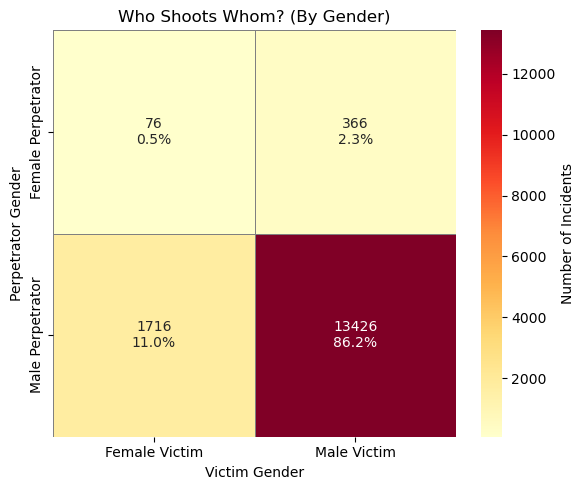 Who Shoots Whom? (By Gender)
Perpetrator Gender
Female Perpetrator
Male Perpetrator
76
0.5%
366
2.3%
1716
11.0%
13426
86.2%
Female Victim
Male Victim
Victim Gender
12000
10000
8000
6000
4000
2000
Number of Incidents